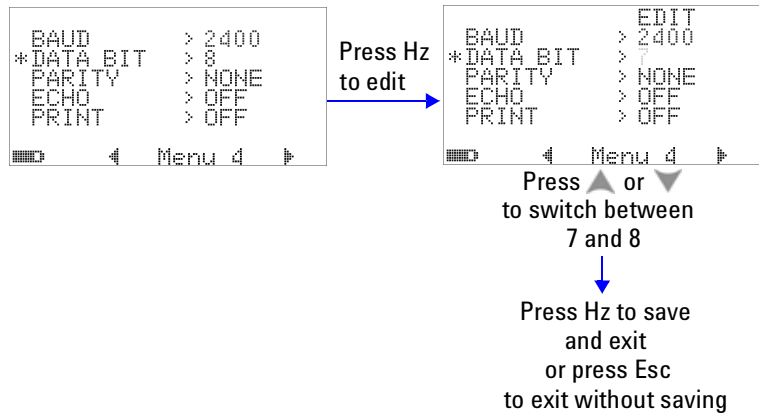 BAUD > 2400
*DATA BIT > 8
PARITY > NONE
ECHO > OFF
PRINT > OFF
Menu 4
Press Hz
to edit
EDIT
BAUD > 2400
*DATA BIT > 7
PARITY > NONE
ECHO > OFF
PRINT > OFF
Menu 4
Press ▲ or ▼
to switch between
7 and 8
Press Hz to save
and exit
or press Esc
to exit without saving